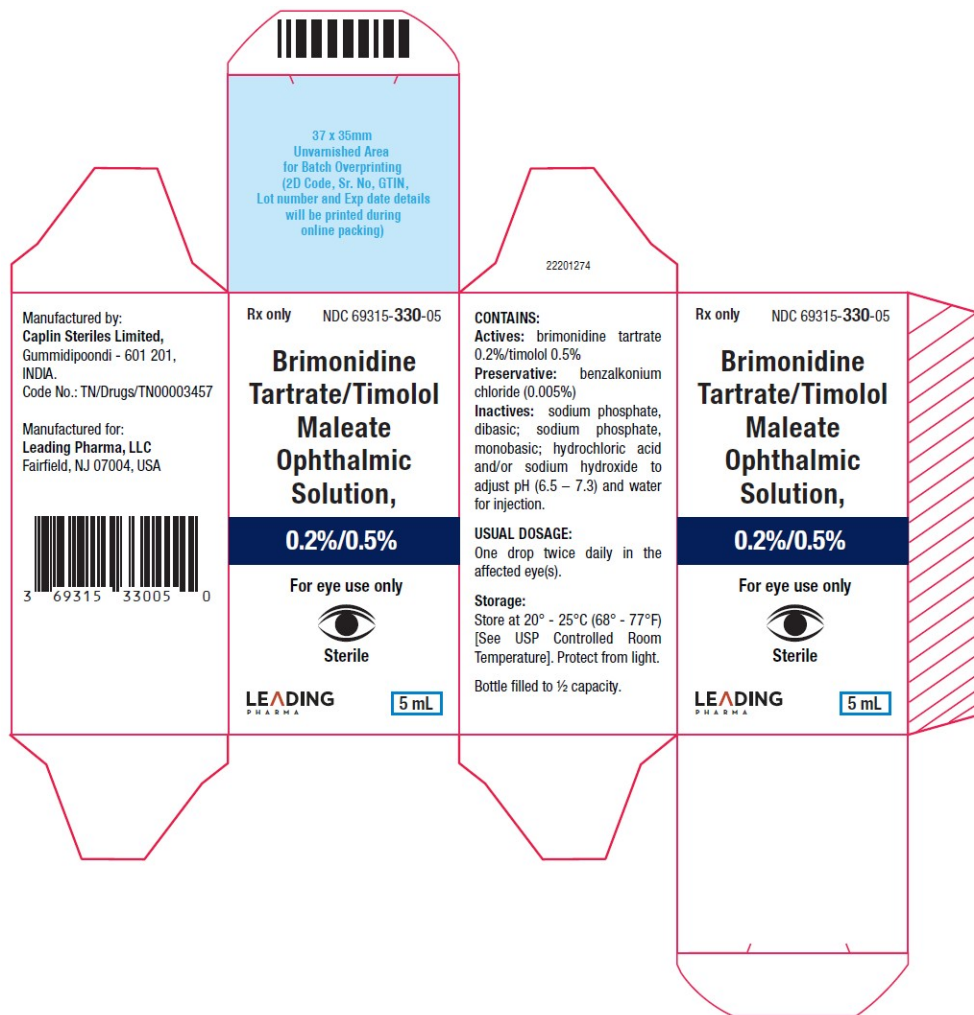 37 x 35mm
Unvarnished Area
for Batch Overprinting
(2D Code, Sr. No, GTIN,
Lot number and Exp date details
will be printed during
online packing)
22201274
Manufactured by:
Caplin Steriles Limited,
Gummidipoondi - 601 201,
INDIA.
Code No.: TN/Drugs/TN00003457
Manufactured for:
Leading Pharma, LLC
Fairfield, NJ 07004, USA
3 69315 33005 0
Rx only NDC 69315-330-05
Brimonidine
Tartrate/Timolol
Maleate
Ophthalmic
Solution,
0.2%/0.5%
For eye use only
Sterile
LEADING
PHARMA
5 mL
CONTAINS:
Actives: brimonidine tartrate
0.2%/timolol 0.5%
Preservative: benzalkonium
chloride (0.005%)
Inactives: sodium phosphate,
dibasic; sodium phosphate,
monobasic; hydrochloric acid
and/or sodium hydroxide to
adjust pH (6.5 – 7.3) and water
for injection.
USUAL DOSAGE:
One drop twice daily in the
affected eye(s).
Storage:
Store at 20° - 25°C (68° - 77°F)
[See USP Controlled Room
Temperature]. Protect from light.
Bottle filled to ½ capacity.
Rx only NDC 69315-330-05
Brimonidine
Tartrate/Timolol
Maleate
Ophthalmic
Solution,
0.2%/0.5%
For eye use only
Sterile
LEADING
PHARMA
5 mL